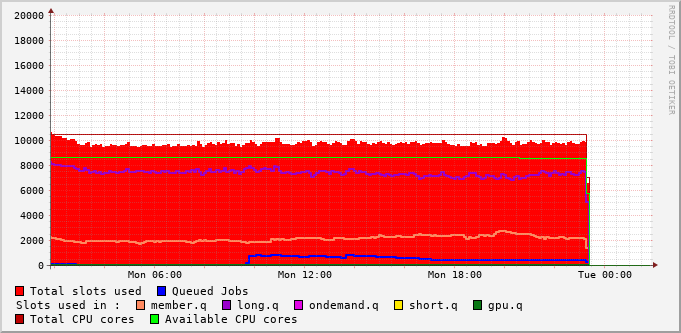 RRDTOOL / TOBI OETIKER
20000
18000
16000
14000
12000
10000
8000
6000
4000
2000
0
Mon 06:00 Mon 12:00 Mon 18:00 Tue 00:00
Total slots used Queued Jobs
Slots used in : member.q long.q ondemand.q short.q gpu.q
Total CPU cores Available CPU cores